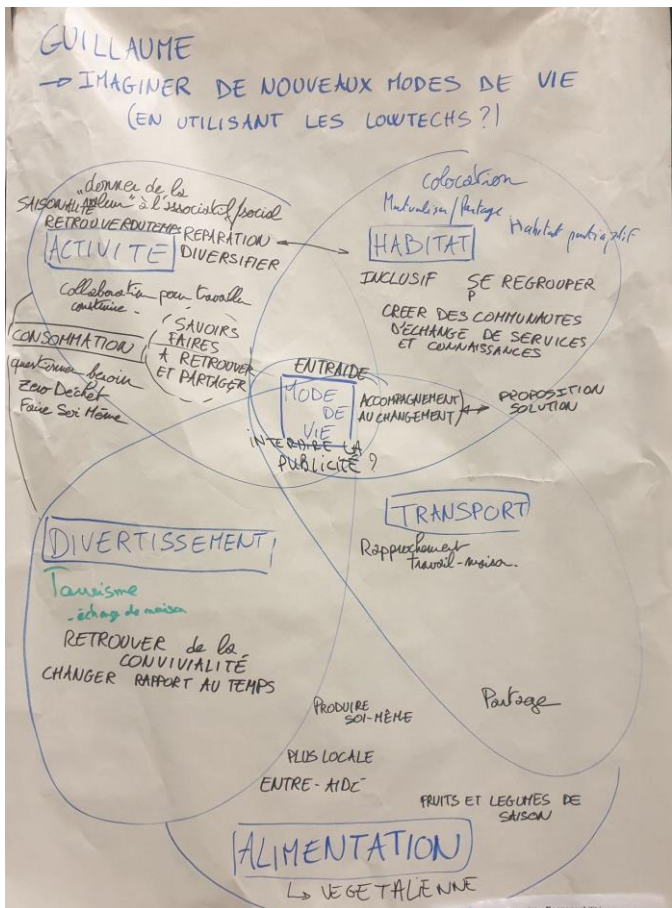 GUILLAUME
→ IMAGINER DE NOUVEAUX MODES DE VIE
(EN UTILISANT LES LOWTECHS ?)
"donner de la
valeur" à l'associatif/social
SAISONALITÉ
RETROUVER DU TEMPS
REPARATION
ACTIVITE
DIVERSIFIER
collaboration pour travailler
construire -
CONSOMMATION
questionner besoin
Zéro Déchet
Faire Soi Même
SAVOIRS
FAIRES
A RETROUVER
ET PARTAGER
colocation
Mutualiser/Partage
Habitat participatif
HABITAT
INCLUSIF
SE REGROUPER
CREER DES COMMUNAUTES
D'ECHANGE DE SERVICES
ET CONNAISSANCES
ENTRAIDE
MODE
DE
VIE
ACCOMPAGNEMENT
AU CHANGEMENT
PROPOSITION
SOLUTION
INTERDIRE LA
PUBLICITÉ ?
TRANSPORT
Rapprochement
travail-maison.
Partage
DIVERTISSEMENT
Tourisme
- échange de maison
RETROUVER de la
CONVIVIALITÉ
CHANGER RAPPORT AU TEMPS
PRODUIRE
SOI-MÊME
PLUS LOCALE
ENTRE-AIDE
FRUITS ET LEGUMES DE
SAISON
ALIMENTATION
↳ VEGETALIENNE